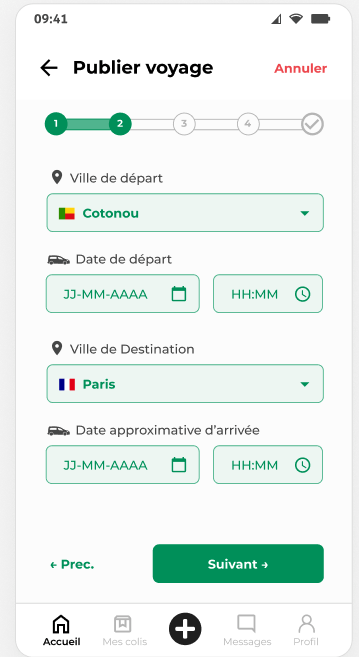 09:41
Publier voyage
Annuler
1 2 3 4
Ville de départ
Cotonou
Date de départ
JJ-MM-AAAA HH:MM
Ville de Destination
Paris
Date approximative d'arrivée
JJ-MM-AAAA HH:MM
← Prec. Suivant →
Accueil Mes colis Messages Profil